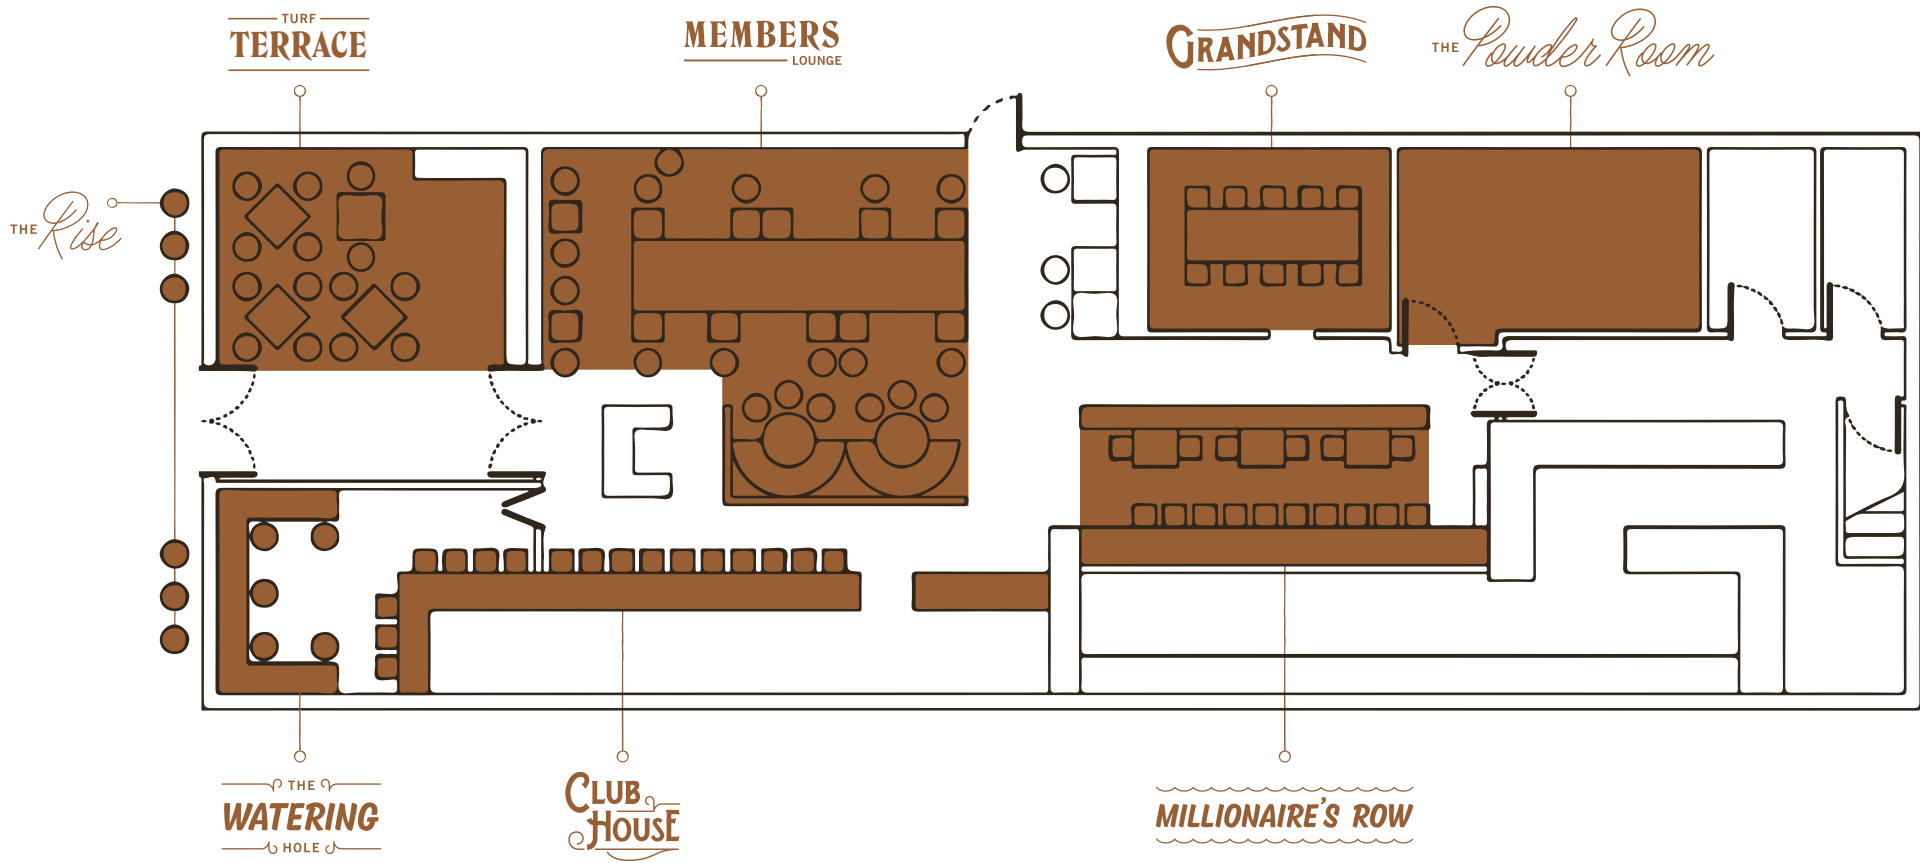 TURF
TERRACE
MEMBERS
LOUNGE
GRANDSTAND
THE Powder Room
THE Rise
THE
WATERING
HOLE
CLUB
HOUSE
MILLIONAIRE'S ROW